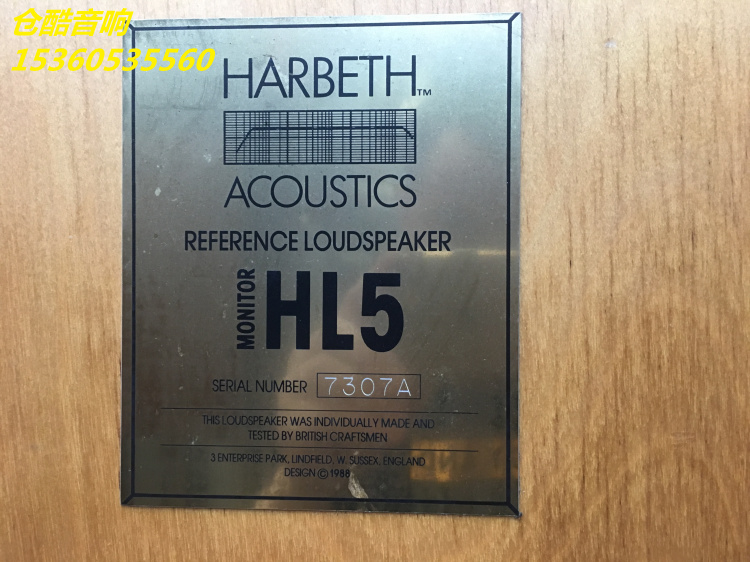 仓酷音响
15360535560
HARBETH™
ACOUSTICS
REFERENCE LOUDSPEAKER
MONITOR
HL5
SERIAL NUMBER 7307A
THIS LOUDSPEAKER WAS INDIVIDUALLY MADE AND
TESTED BY BRITISH CRAFTSMEN
3 ENTERPRISE PARK, LINDFIELD, W. SUSSEX, ENGLAND
DESIGN © 1988